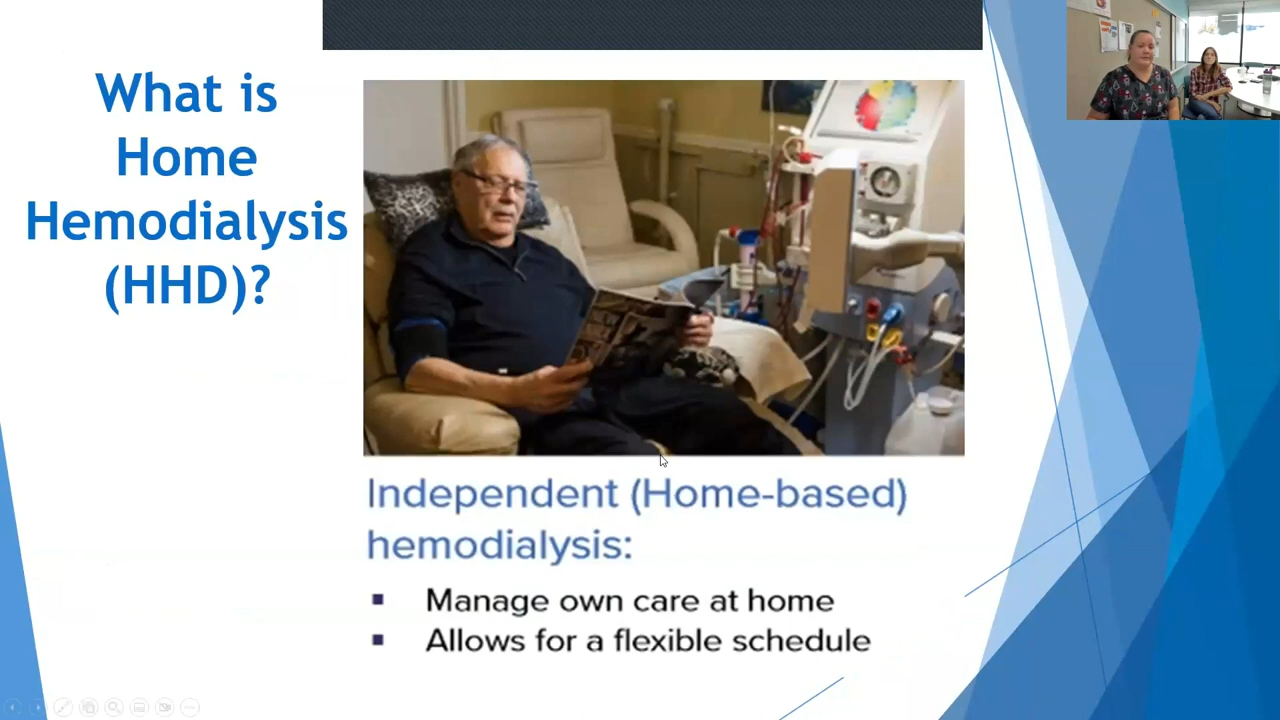 What is
Home
Hemodialysis
(HHD)?
Independent (Home-based)
hemodialysis:
▪ Manage own care at home
▪ Allows for a flexible schedule